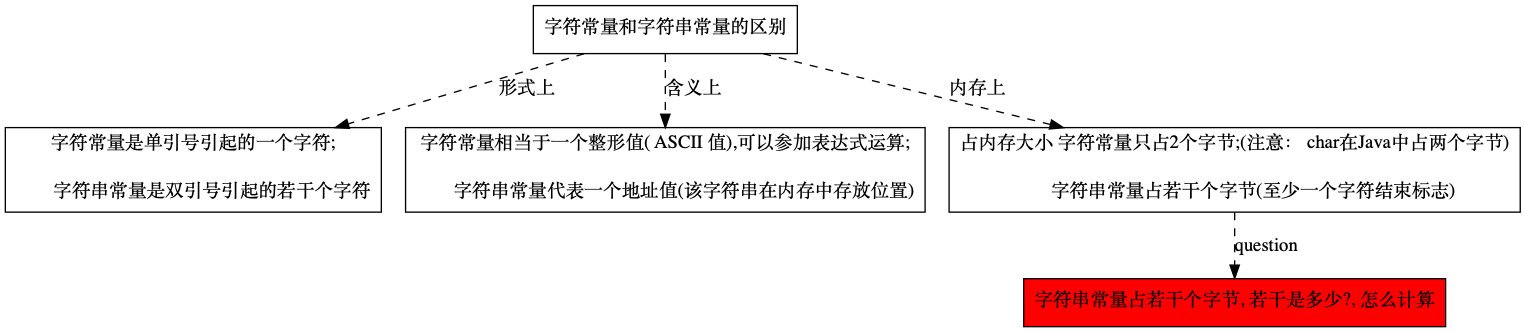 字符常量和字符串常量的区别
形式上
含义上
内存上
字符常量是单引号引起的一个字符;
字符串常量是双引号引起的若干个字符
字符常量相当于一个整形值( ASCII 值),可以参加表达式运算;
字符串常量代表一个地址值(该字符串在内存中存放位置)
占内存大小 字符常量只占2个字节;(注意： char在Java中占两个字节)
字符串常量占若干个字节(至少一个字符结束标志)
question
字符串常量占若干个字节, 若干是多少?, 怎么计算